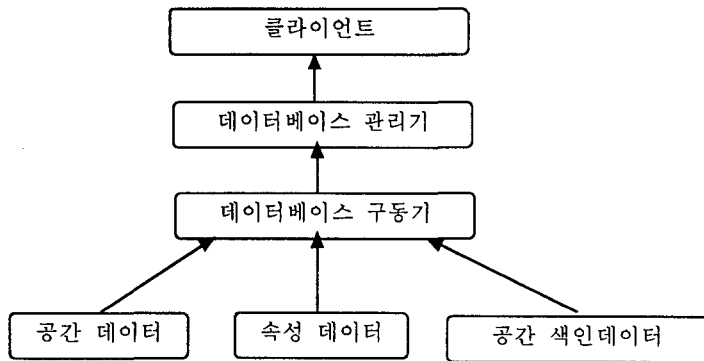 클라이언트
데이터베이스 관리기
데이터베이스 구동기
공간 데이터
속성 데이터
공간 색인데이터